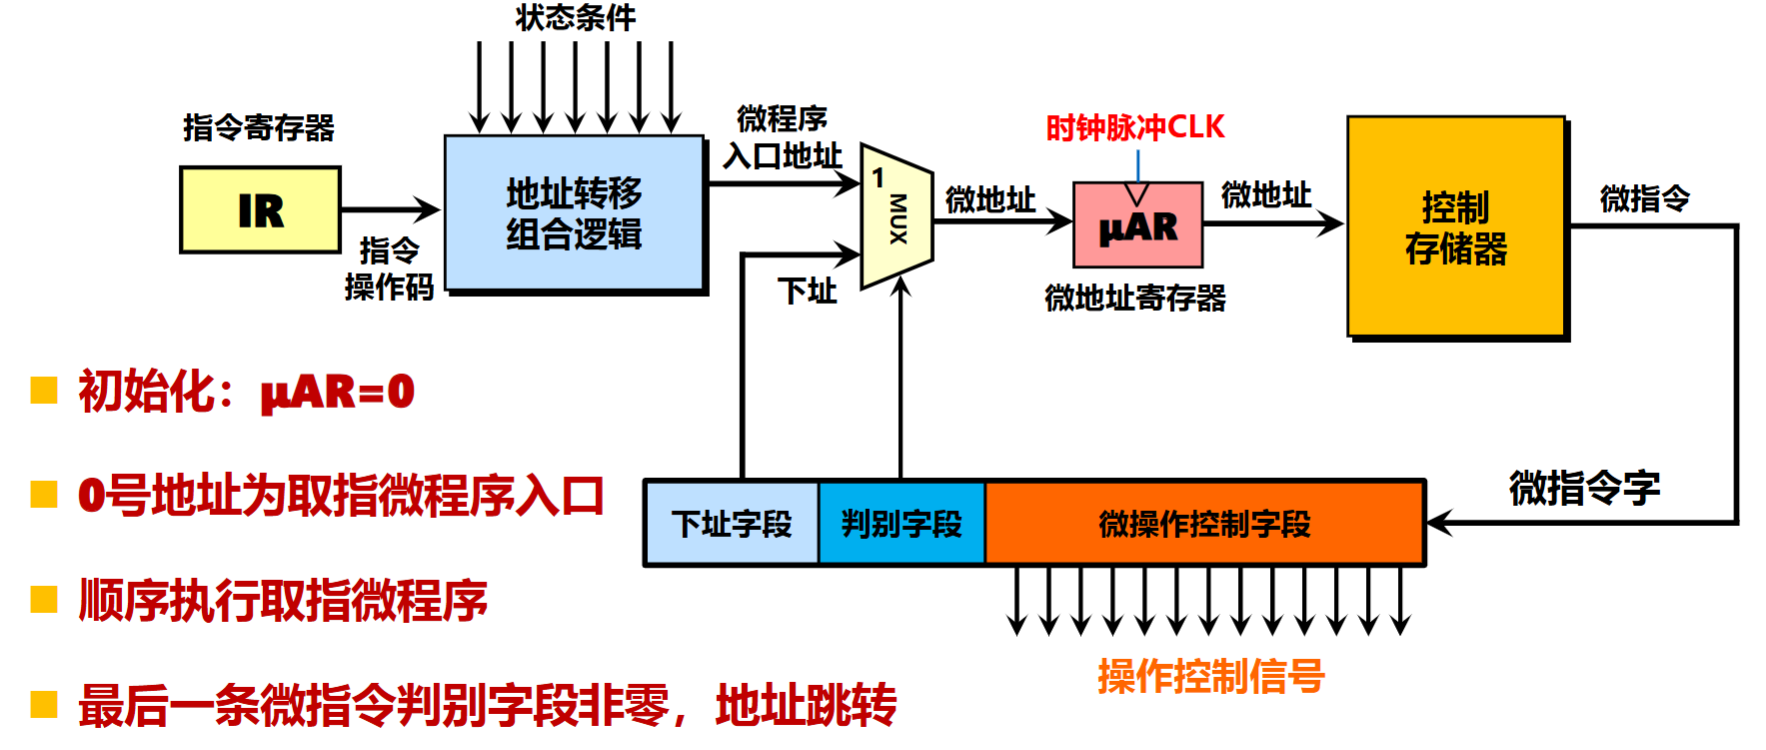 状态条件
指令寄存器
IR
指令
操作码
地址转移
组合逻辑
微程序
入口地址
下址
1
MUX
微地址
时钟脉冲CLK
μAR
微地址寄存器
微地址
控制
存储器
微指令
微指令字
下址字段
判别字段
微操作控制字段
操作控制信号
初始化：μAR=0
0号地址为取指微程序入口
顺序执行取指微程序
最后一条微指令判别字段非零，地址跳转